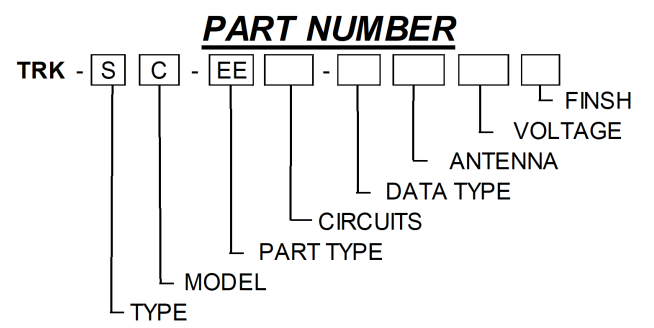 PART NUMBER
TRK - S C - EE -
FINSH
VOLTAGE
ANTENNA
DATA TYPE
CIRCUITS
PART TYPE
MODEL
TYPE